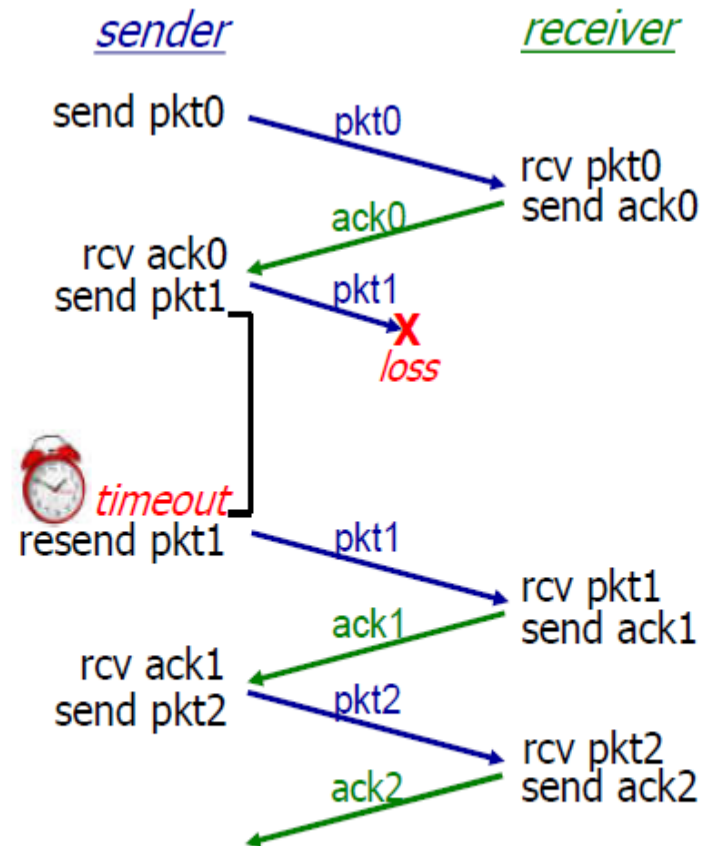 sender
receiver
send pkt0
pkt0
rcv pkt0
send ack0
ack0
rcv ack0
send pkt1
pkt1
X
loss
timeout
resend pkt1
pkt1
rcv pkt1
send ack1
ack1
rcv ack1
send pkt2
pkt2
rcv pkt2
send ack2
ack2